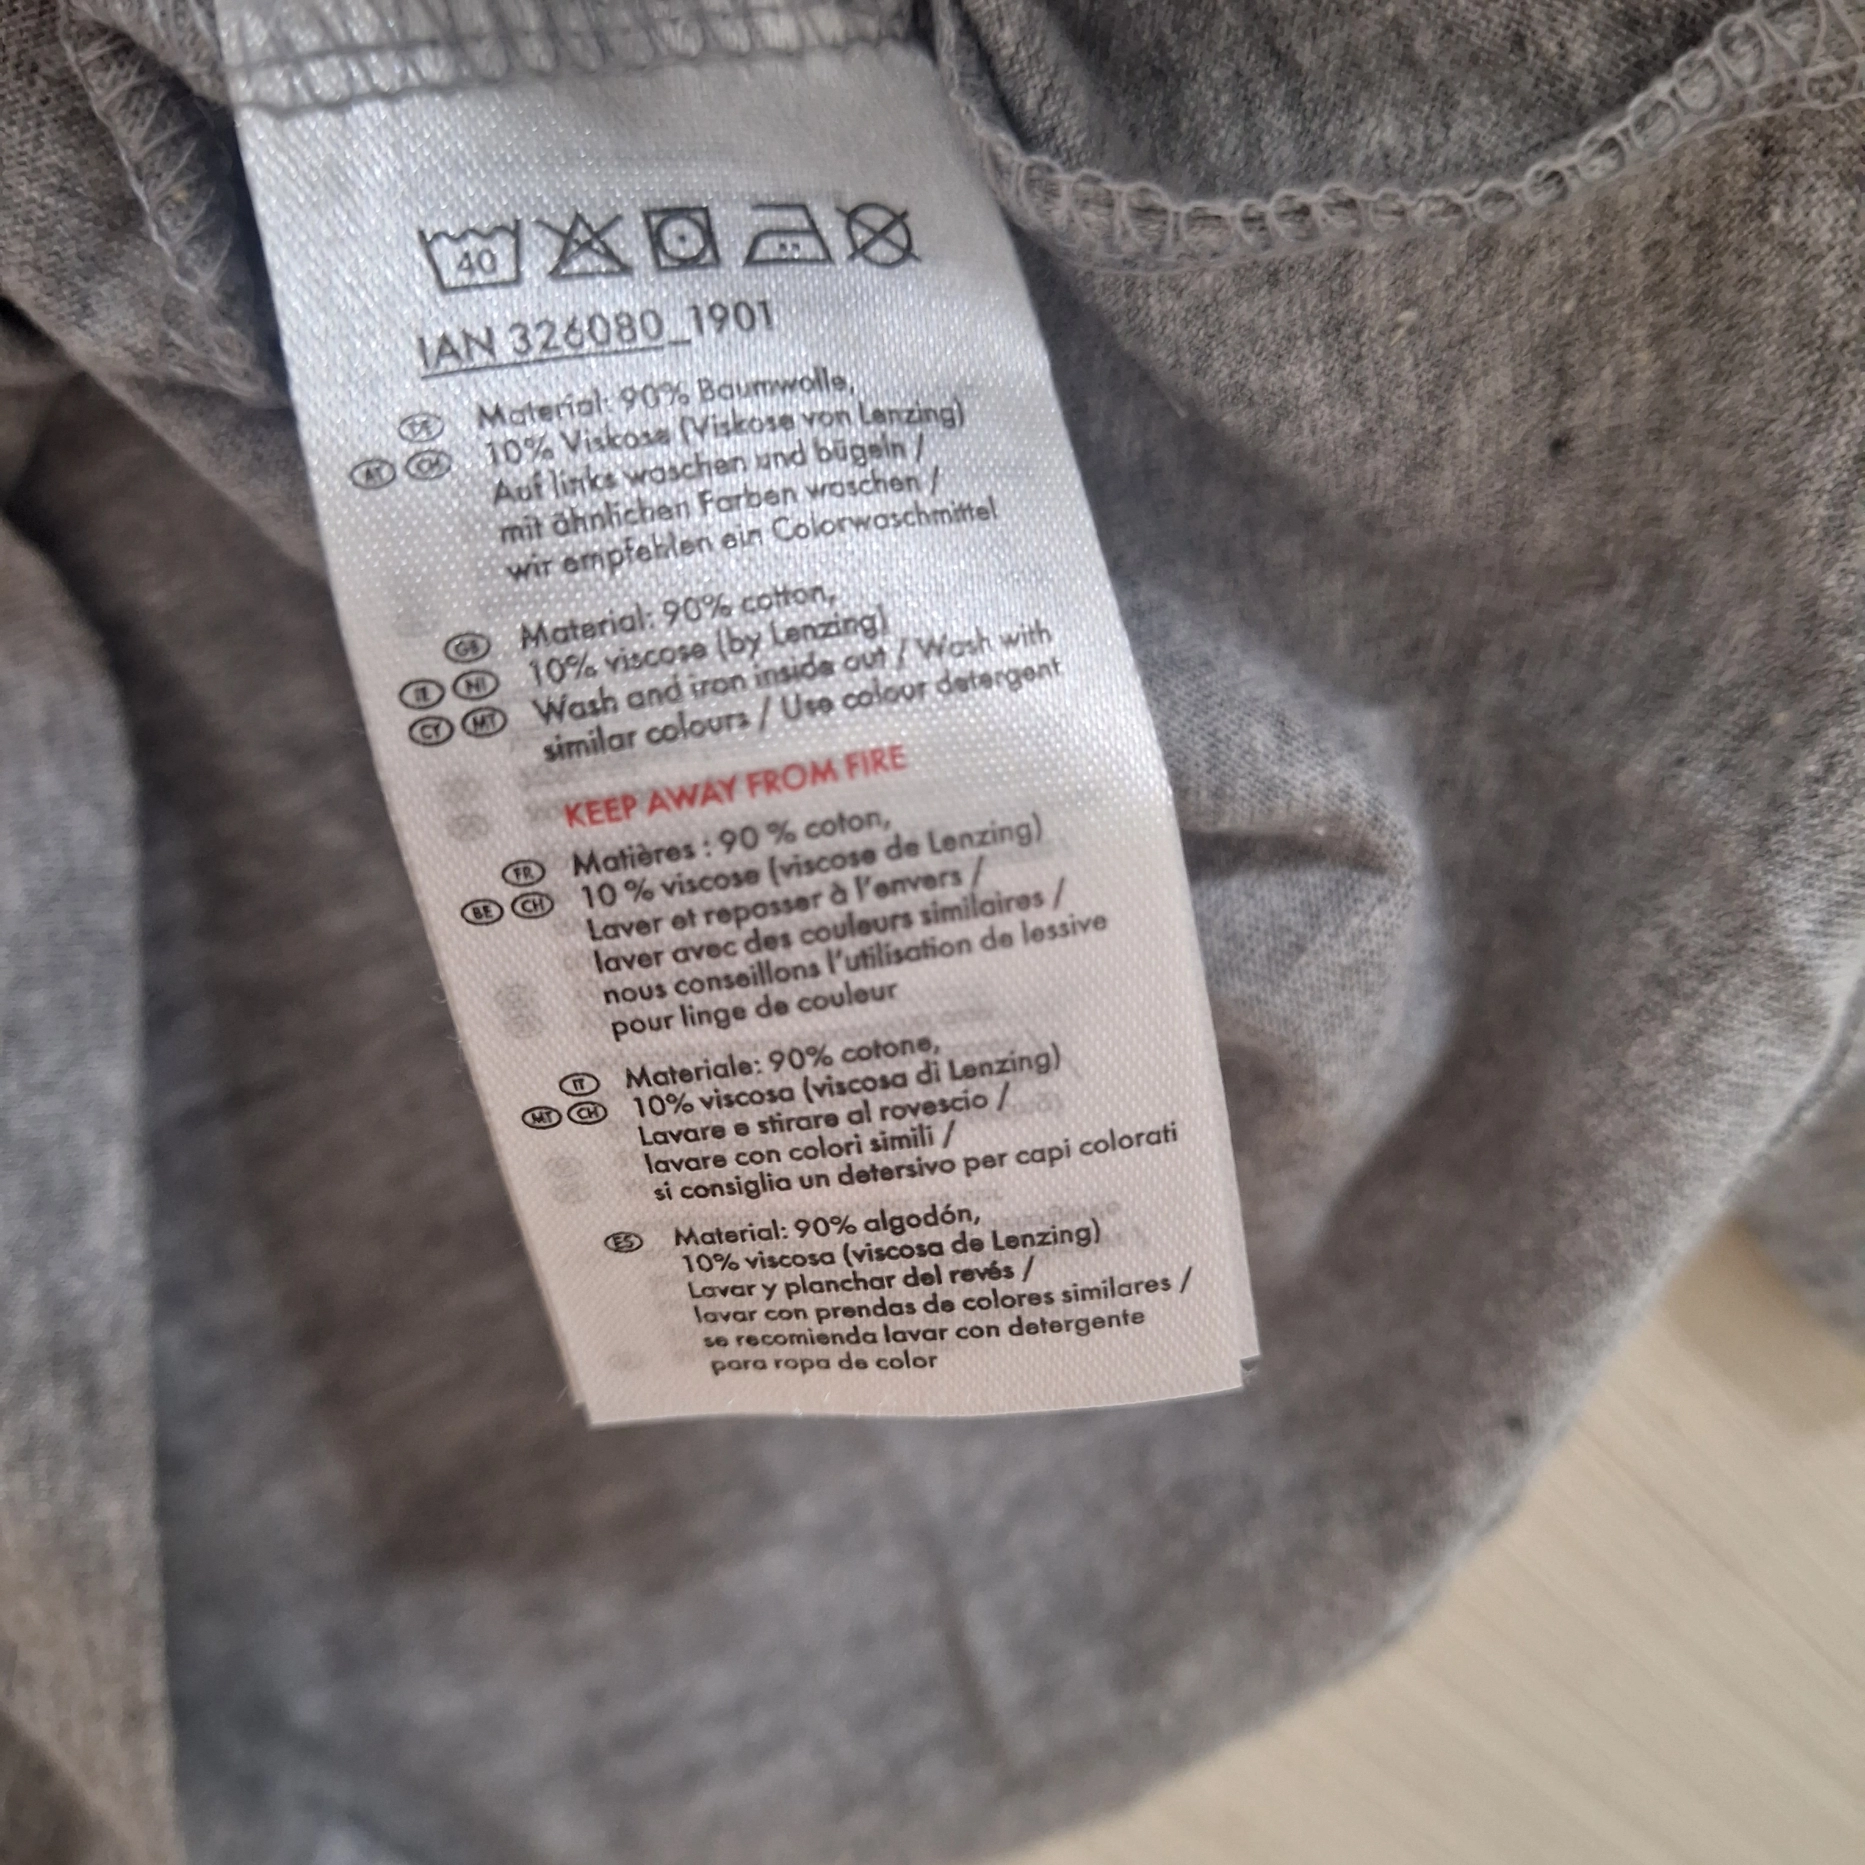 40
IAN 326080_1901
DE Material: 90% Baumwolle,
AT CH 10% Viskose (Viskose von Lenzing)
Auf links waschen und bügeln /
mit ähnlichen Farben waschen /
wir empfehlen ein Colorwaschmittel
GB Material: 90% cotton,
IE NI 10% viscose (by Lenzing)
CY MT Wash and iron inside out / Wash with
similar colours / Use colour detergent
KEEP AWAY FROM FIRE
FR Matières : 90 % coton,
BE CH 10 % viscose (viscose de Lenzing)
Laver et repasser à l'envers /
laver avec des couleurs similaires /
nous conseillons l'utilisation de lessive
pour linge de couleur
IT Materiale: 90% cotone,
MT CH 10% viscosa (viscosa di Lenzing)
Lavare e stirare al rovescio /
lavare con colori simili /
si consiglia un detersivo per capi colorati
ES Material: 90% algodón,
10% viscosa (viscosa de Lenzing)
Lavar y planchar del revés /
lavar con prendas de colores similares /
se recomienda lavar con detergente
para ropa de color